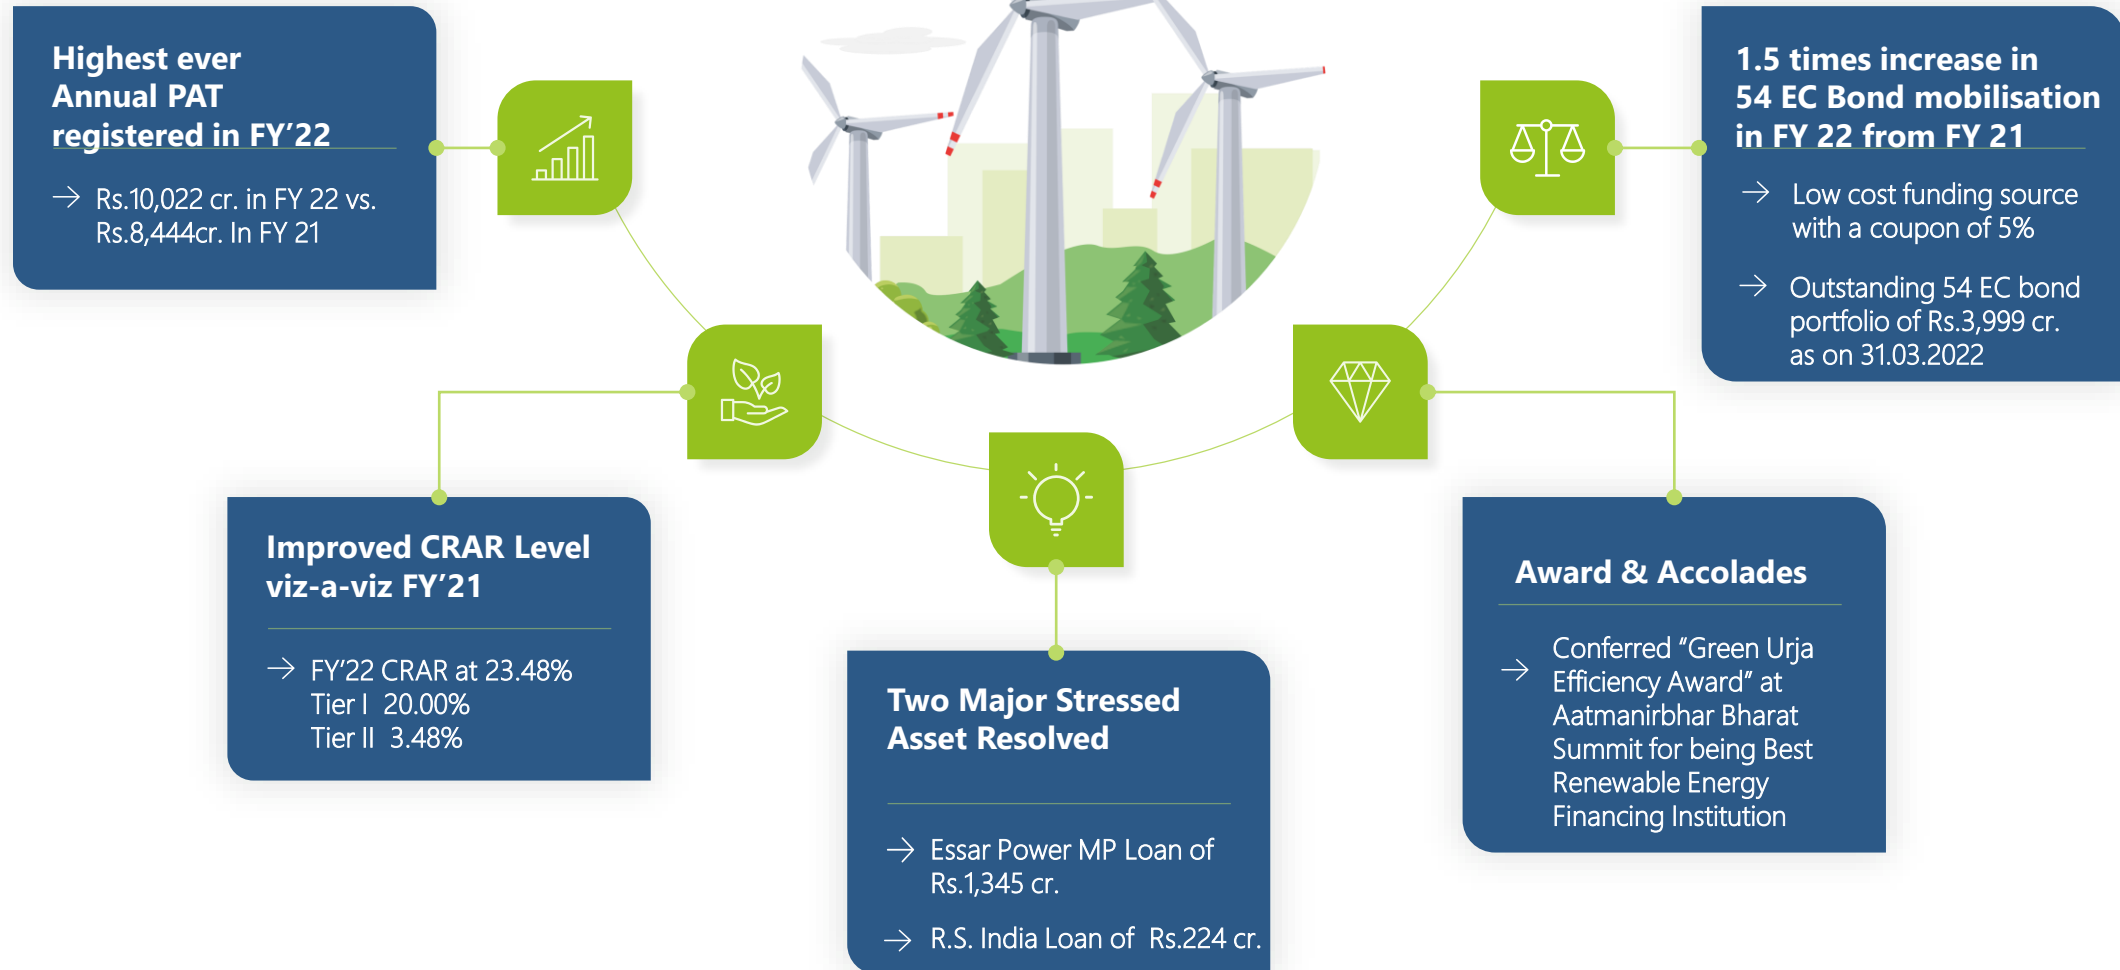 Highest ever
Annual PAT
registered in FY’22
→ Rs.10,022 cr. in FY 22 vs.
Rs.8,444cr. In FY 21
Improved CRAR Level
viz-a-viz FY’21
→ FY’22 CRAR at 23.48%
Tier I 20.00%
Tier II 3.48%
Two Major Stressed
Asset Resolved
→ Essar Power MP Loan of
Rs.1,345 cr.
→ R.S. India Loan of Rs.224 cr.
Award & Accolades
→ Conferred “Green Urja
Efficiency Award” at
Aatmanirbhar Bharat
Summit for being Best
Renewable Energy
Financing Institution
1.5 times increase in
54 EC Bond mobilisation
in FY 22 from FY 21
→ Low cost funding source
with a coupon of 5%
→ Outstanding 54 EC bond
portfolio of Rs.3,999 cr.
as on 31.03.2022